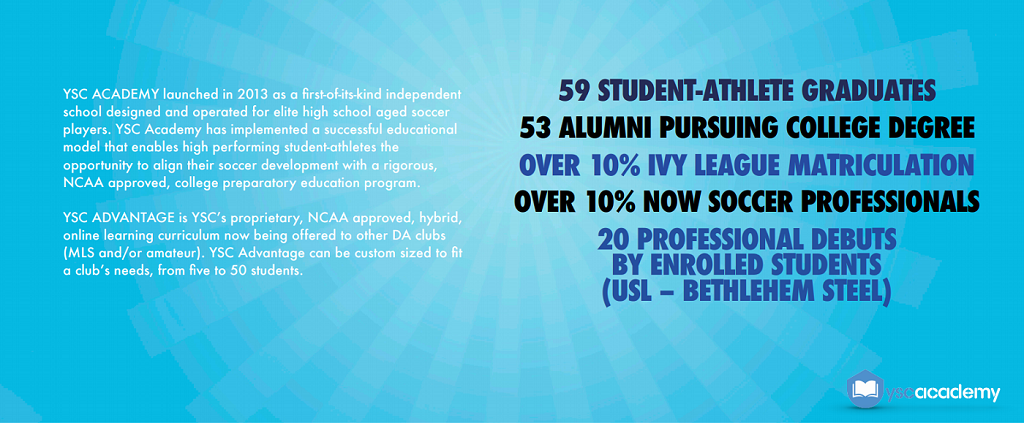 YSC ACADEMY launched in 2013 as a first-of-its-kind independent
school designed and operated for elite high school aged soccer
players. YSC Academy has implemented a successful educational
model that enables high performing student-athletes the
opportunity to align their soccer development with a rigorous,
NCAA approved, college preparatory education program.
YSC ADVANTAGE is YSC's proprietary, NCAA approved, hybrid,
online learning curriculum now being offered to other DA clubs
(MLS and/or amateur). YSC Advantage can be custom sized to fit
a club's needs, from five to 50 students.
59 STUDENT-ATHLETE GRADUATES
53 ALUMNI PURSUING COLLEGE DEGREE
OVER 10% IVY LEAGUE MATRICULATION
OVER 10% NOW SOCCER PROFESSIONALS
20 PROFESSIONAL DEBUTS
BY ENROLLED STUDENTS
(USL – BETHLEHEM STEEL)
yscacademy